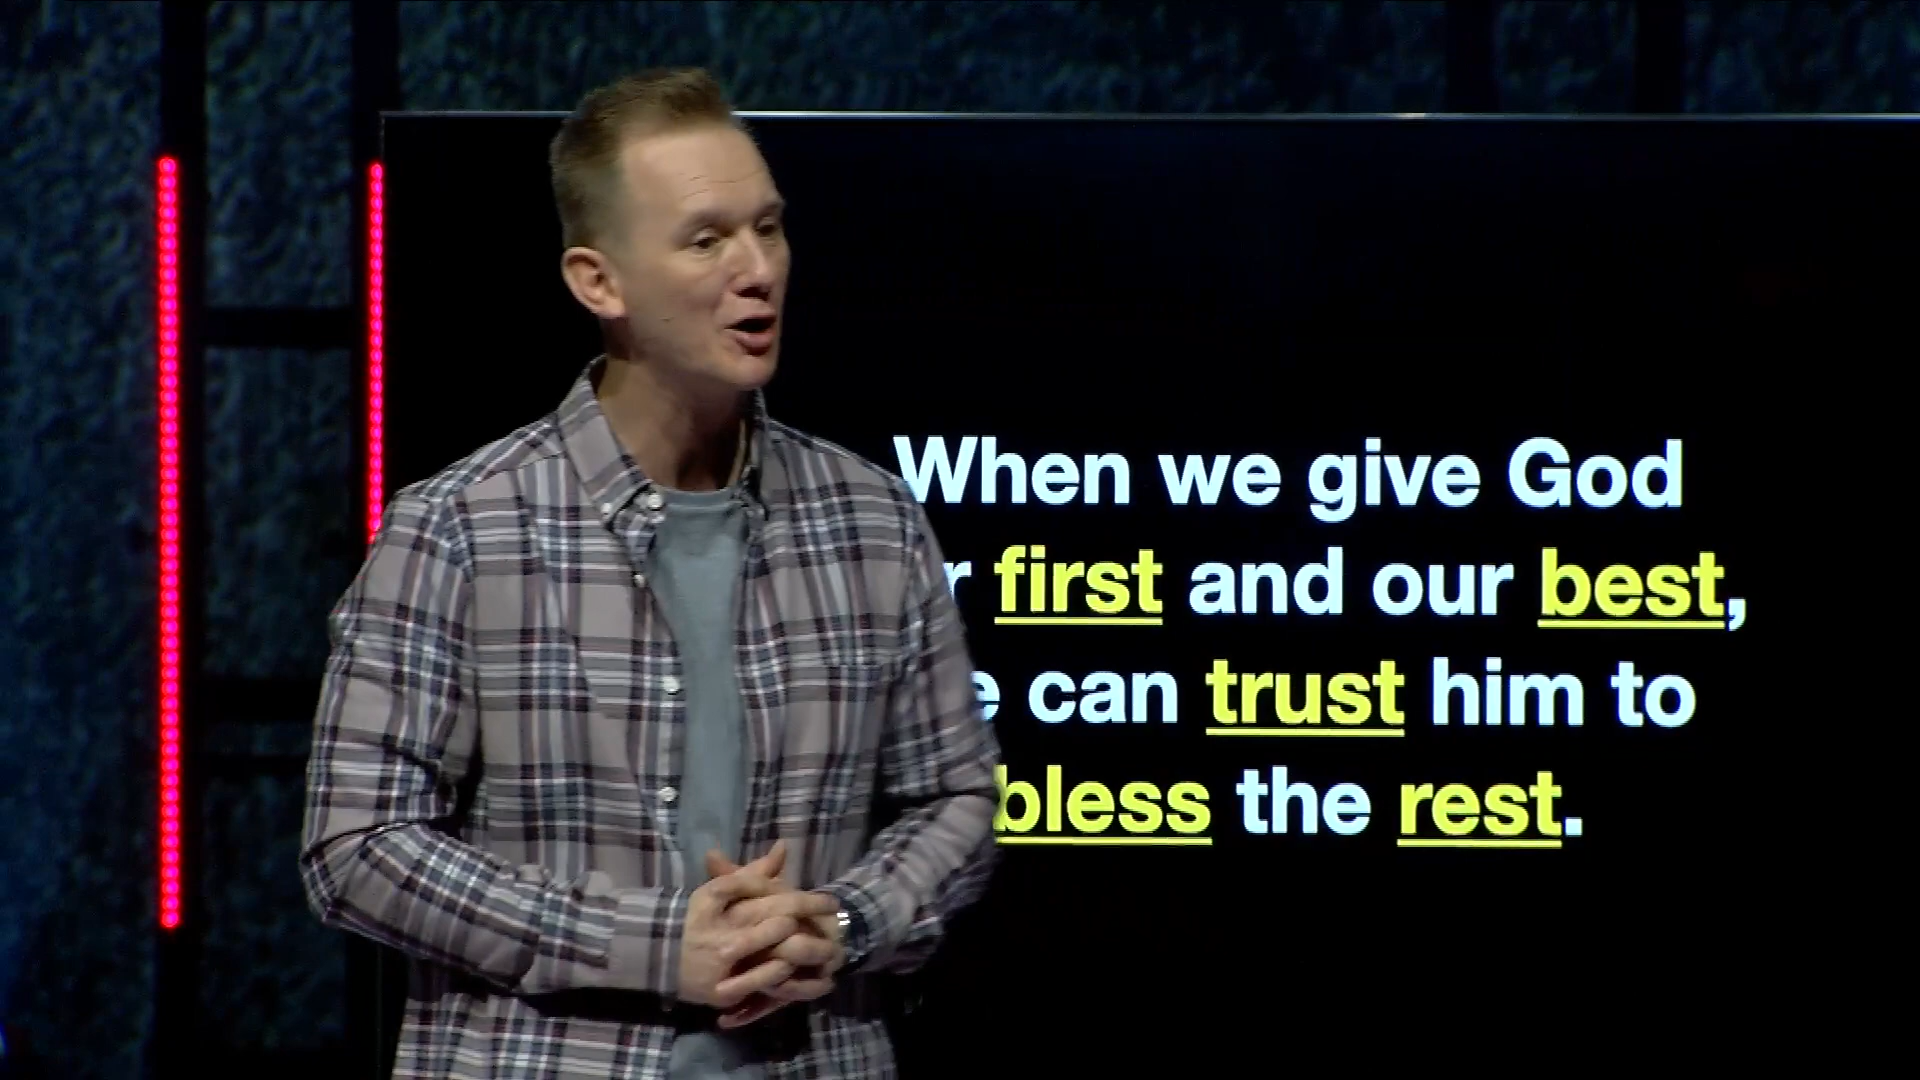 When we give God
r first and our best,
e can trust him to
bless the rest.